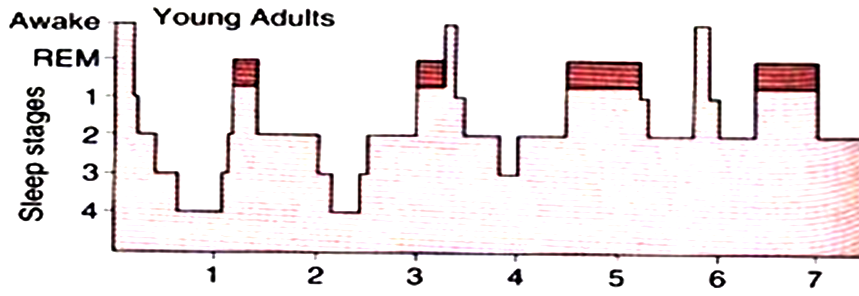 Young Adults
Awake
REM
1
2
3
4
Sleep stages
1 2 3 4 5 6 7